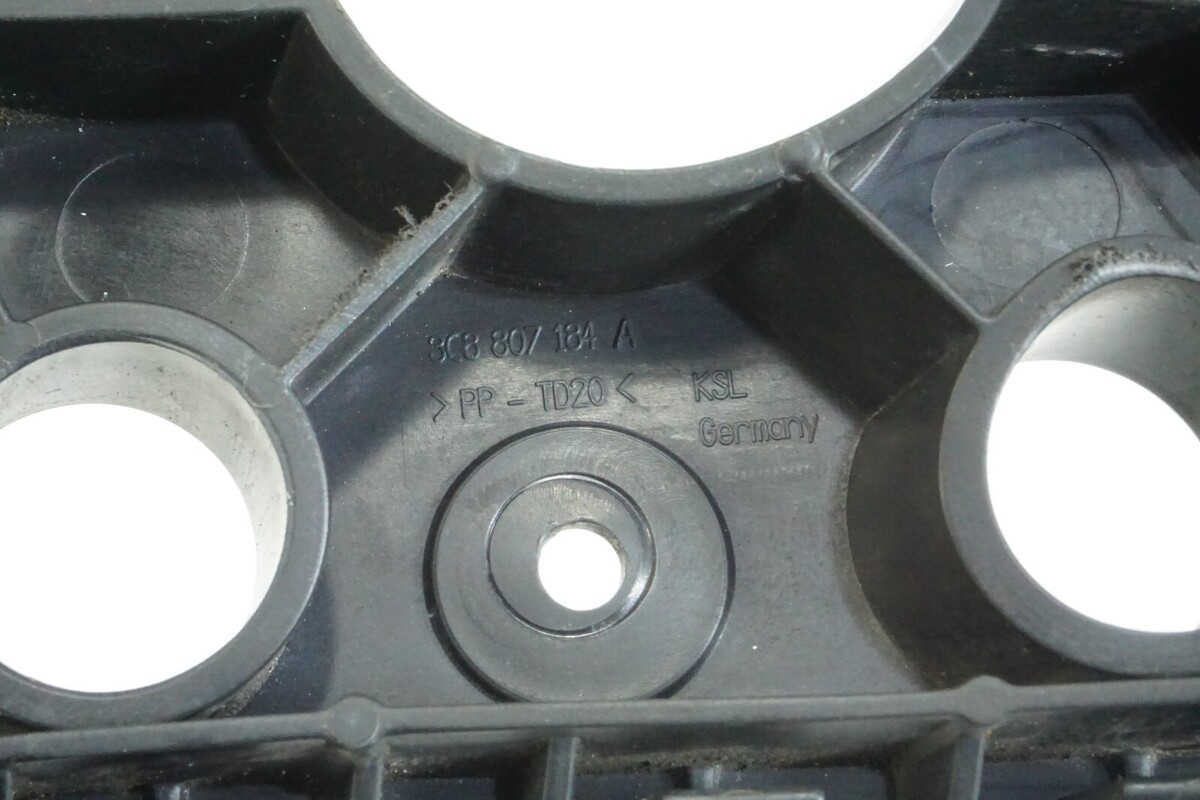 3C8 807 184 A
>PP - TD20< KSL
Germany